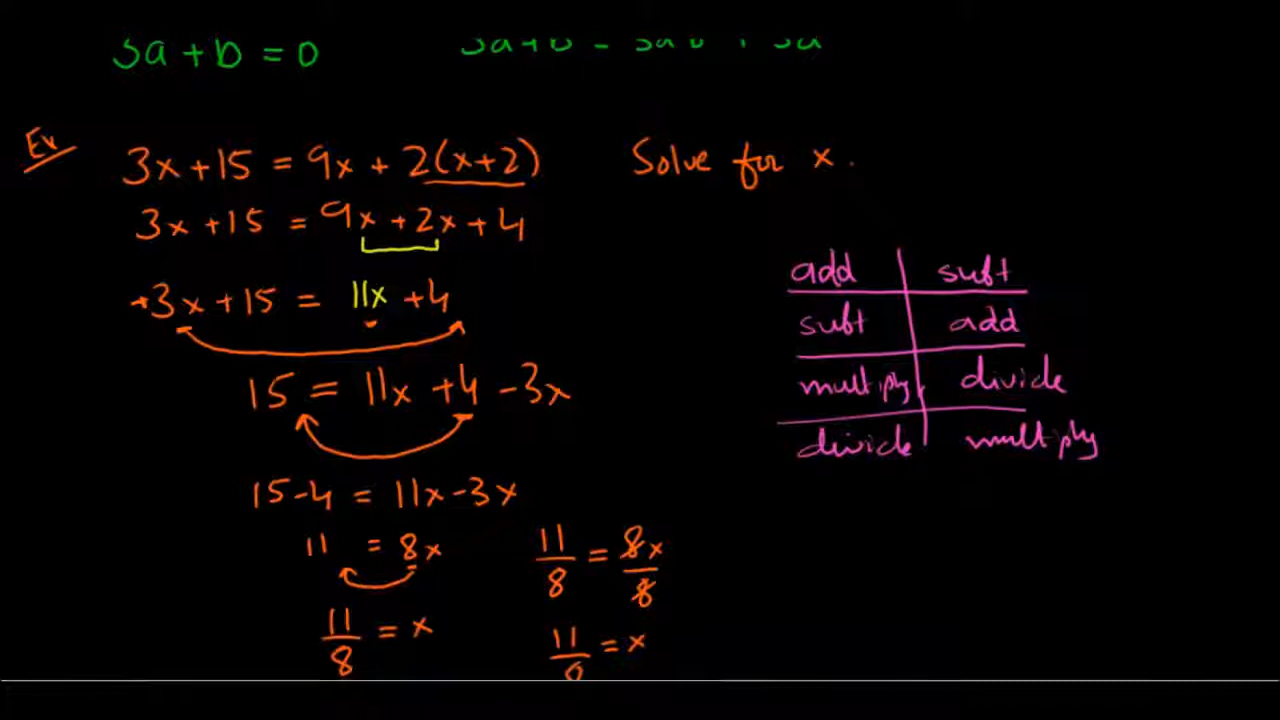 3a + b = 0
Ex
3x + 15 = 9x + 2(x+2)
Solve for x.
3x + 15 = 9x + 2x + 4
+3x + 15 = 11x + 4
15 = 11x + 4 - 3x
15 - 4 = 11x - 3x
11 = 8x
11/8 = x
11/8 = 8x/8
11/8 = x
add subt
subt add
multiply divide
divide multiply